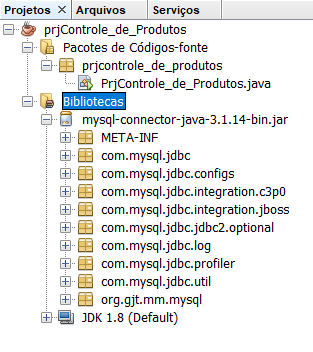 Projetos × Arquivos Serviços
prjControle_de_Produtos
Pacotes de Códigos-fonte
prjcontrole_de_produtos
PrjControle_de_Produtos.java
Bibliotecas
mysql-connector-java-3.1.14-bin.jar
META-INF
com.mysql.jdbc
com.mysql.jdbc.configs
com.mysql.jdbc.integration.c3p0
com.mysql.jdbc.integration.jboss
com.mysql.jdbc.jdbc2.optional
com.mysql.jdbc.log
com.mysql.jdbc.profiler
com.mysql.jdbc.util
org.gjt.mm.mysql
JDK 1.8 (Default)